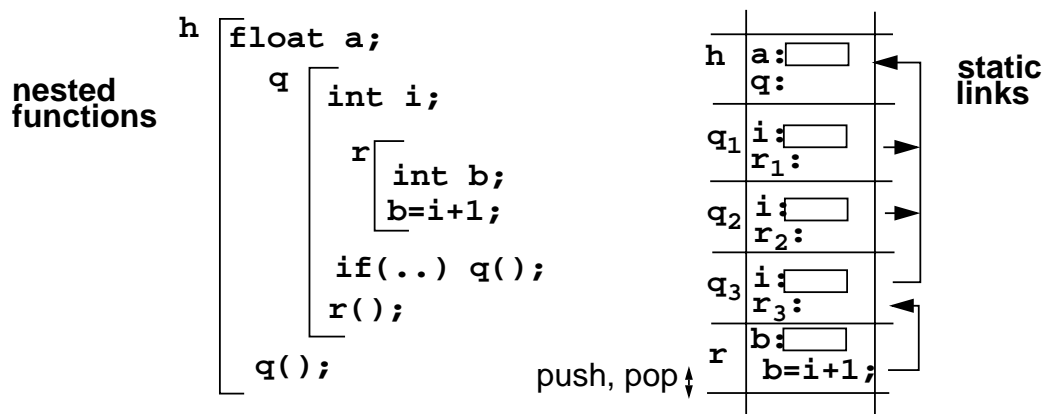 h
float a;
nested
functions
q
int i;
r
int b;
b=i+1;
if(..) q();
r();
q();
h a:
q:
static
links
q₁ i:
r₁:
q₂ i:
r₂:
q₃ i:
r₃:
r b:
b=i+1;
push, pop